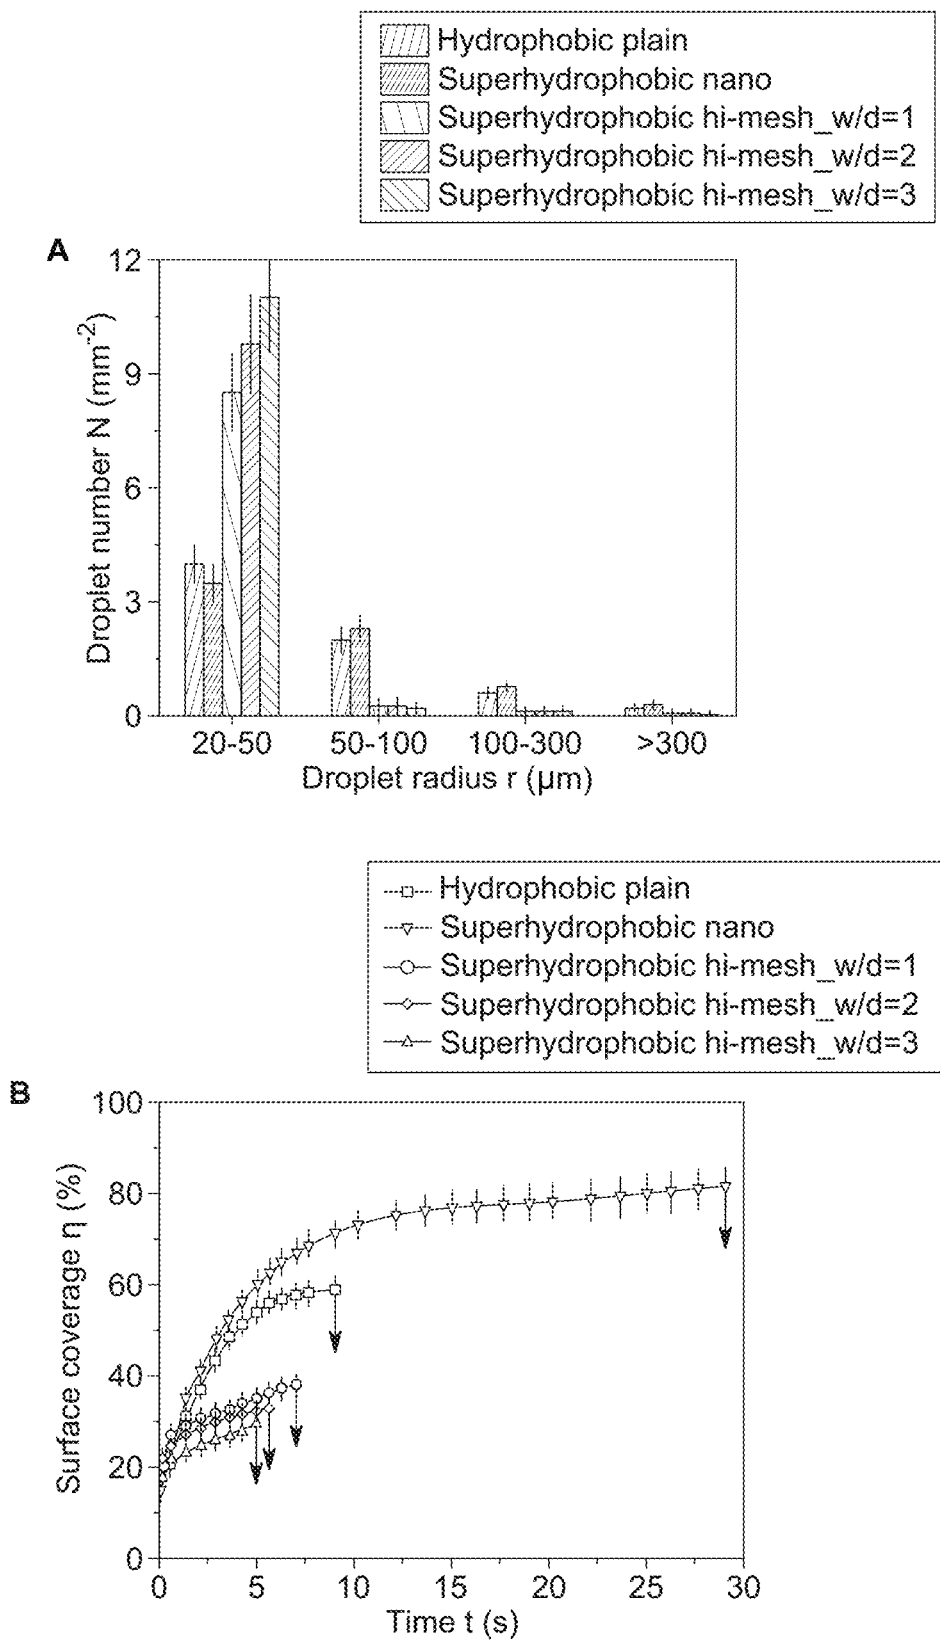 Hydrophobic plain
Superhydrophobic nano
Superhydrophobic hi-mesh_w/d=1
Superhydrophobic hi-mesh_w/d=2
Superhydrophobic hi-mesh_w/d=3
A
12
9
6
3
0
Droplet number N (mm⁻²)
20-50 50-100 100-300 >300
Droplet radius r (μm)
Hydrophobic plain
Superhydrophobic nano
Superhydrophobic hi-mesh_w/d=1
Superhydrophobic hi-mesh_w/d=2
Superhydrophobic hi-mesh_w/d=3
B
100
80
60
40
20
0
Surface coverage η (%)
0 5 10 15 20 25 30
Time t (s)